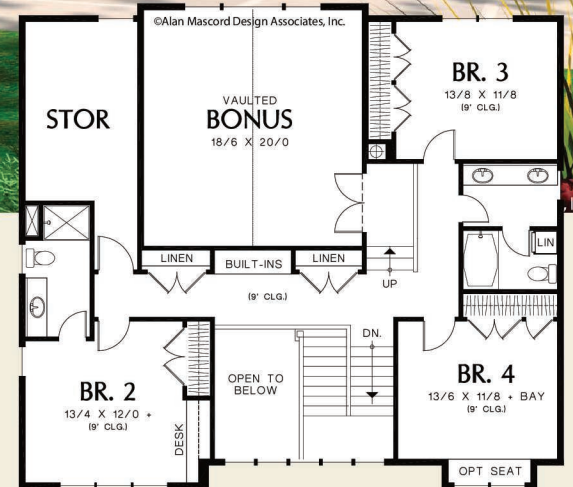 ©Alan Mascord Design Associates, Inc.
STOR
VAULTED
BONUS
18/6 X 20/0
BR. 3
13/8 X 11/8
(9' CLG.)
LINEN
BUILT-INS
LINEN
(9' CLG.)
UP
LIN
DN.
OPEN TO
BELOW
BR. 2
13/4 X 12/0 +
(9' CLG.)
DESK
BR. 4
13/6 X 11/8 + BAY
(9' CLG.)
OPT SEAT